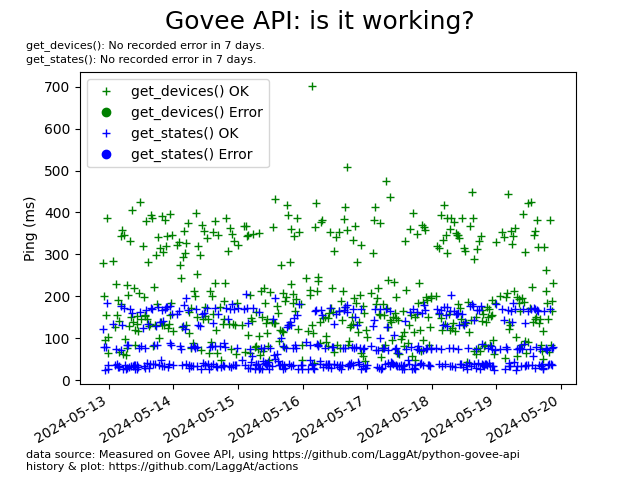 Govee API: is it working?
get_devices(): No recorded error in 7 days.
get_states(): No recorded error in 7 days.
get_devices() OK
get_devices() Error
get_states() OK
get_states() Error
Ping (ms)
700
600
500
400
300
200
100
0
2024-05-13
2024-05-14
2024-05-15
2024-05-16
2024-05-17
2024-05-18
2024-05-19
2024-05-20
data source: Measured on Govee API, using https://github.com/LaggAt/python-govee-api
history & plot: https://github.com/LaggAt/actions